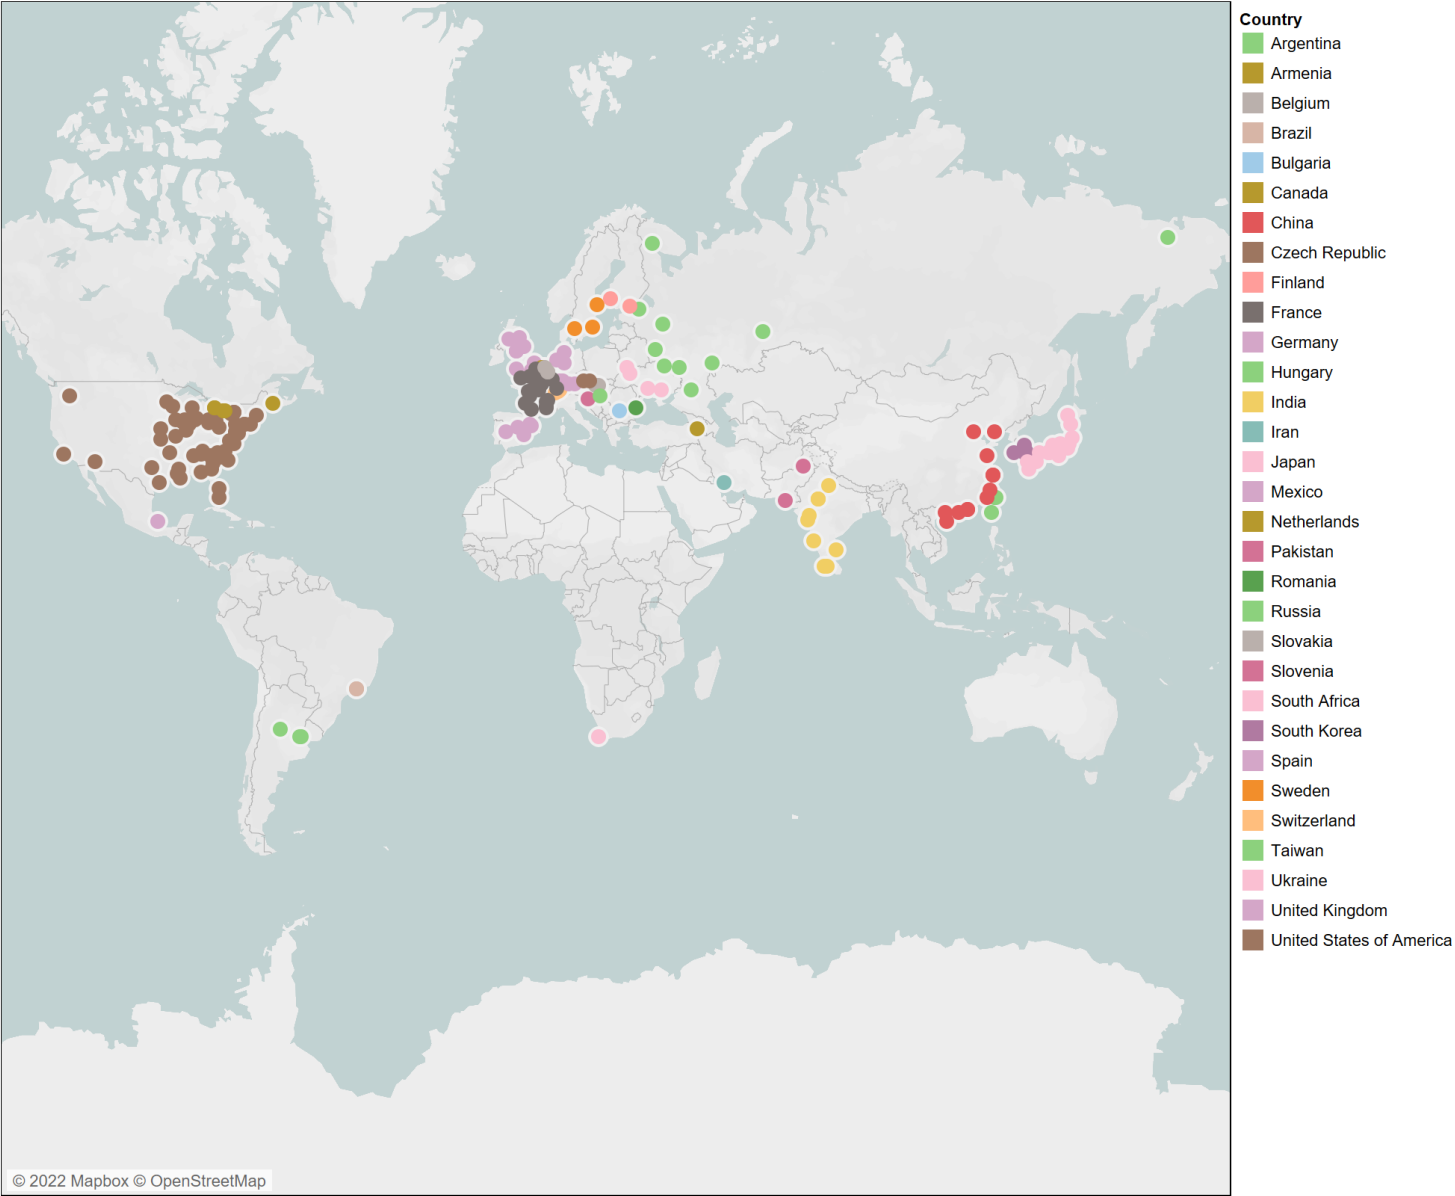 Country
Argentina
Armenia
Belgium
Brazil
Bulgaria
Canada
China
Czech Republic
Finland
France
Germany
Hungary
India
Iran
Japan
Mexico
Netherlands
Pakistan
Romania
Russia
Slovakia
Slovenia
South Africa
South Korea
Spain
Sweden
Switzerland
Taiwan
Ukraine
United Kingdom
United States of America
© 2022 Mapbox © OpenStreetMap